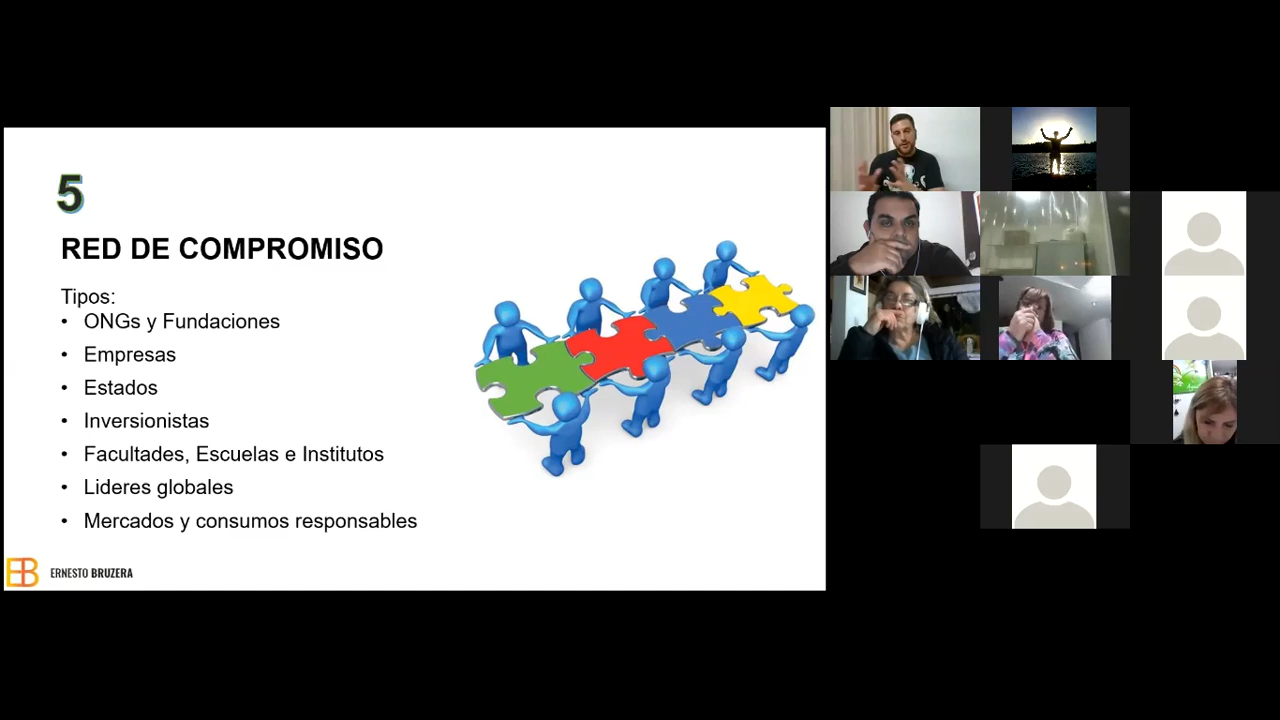 5
RED DE COMPROMISO
Tipos:
• ONGs y Fundaciones
• Empresas
• Estados
• Inversionistas
• Facultades, Escuelas e Institutos
• Lideres globales
• Mercados y consumos responsables
EB ERNESTO BRUZERA